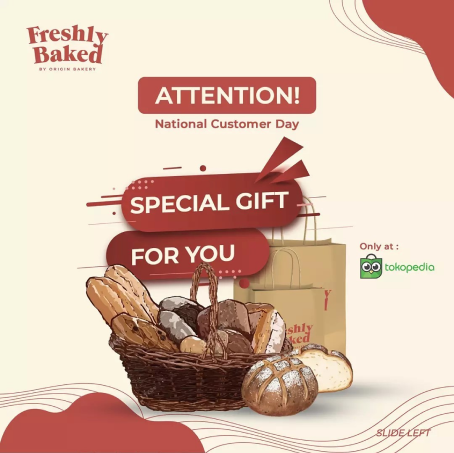 Freshly
Baked
BY ORIGIN BAKERY
ATTENTION!
National Customer Day
SPECIAL GIFT
FOR YOU
Only at :
tokopedia
SLIDE LEFT